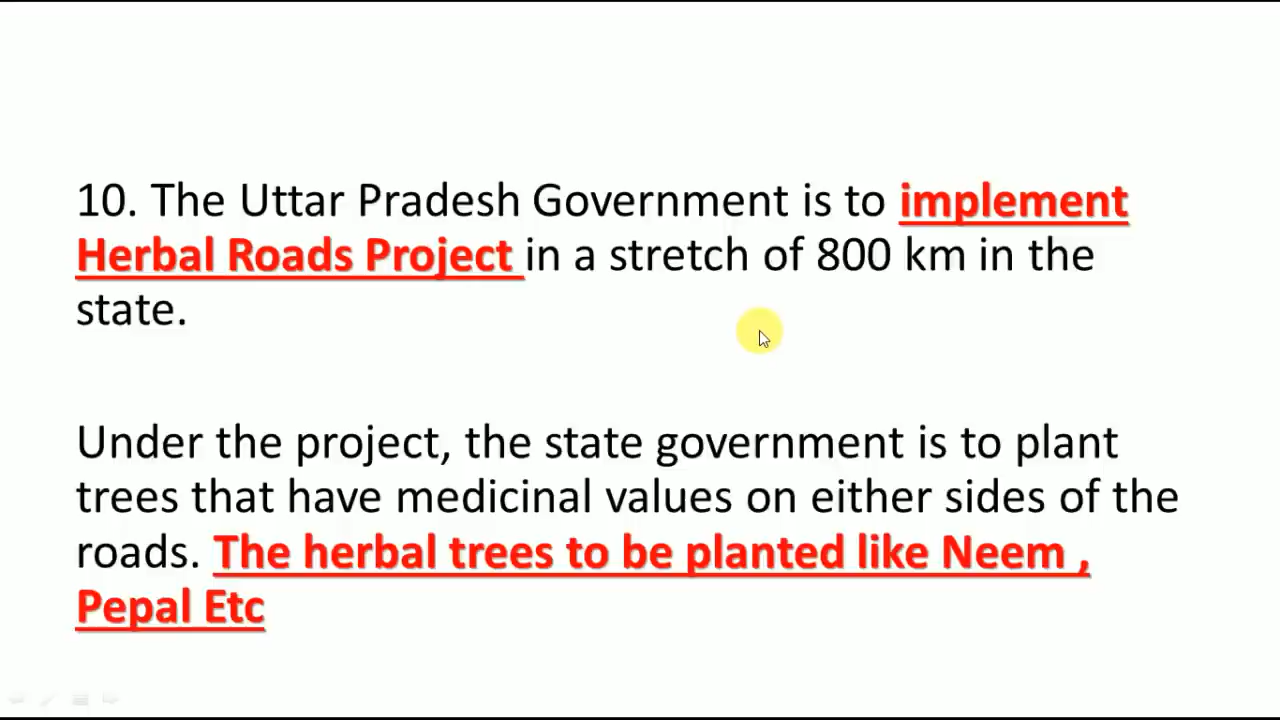 10. The Uttar Pradesh Government is to implement
Herbal Roads Project in a stretch of 800 km in the
state.
Under the project, the state government is to plant
trees that have medicinal values on either sides of the
roads. The herbal trees to be planted like Neem ,
Pepal Etc